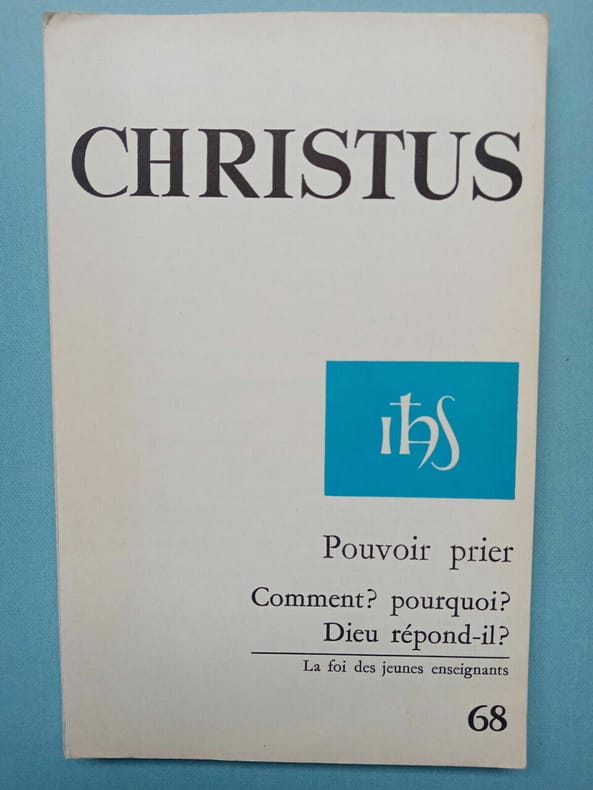 CHRISTUS
ihs
Pouvoir prier
Comment? pourquoi?
Dieu répond-il?
La foi des jeunes enseignants
68